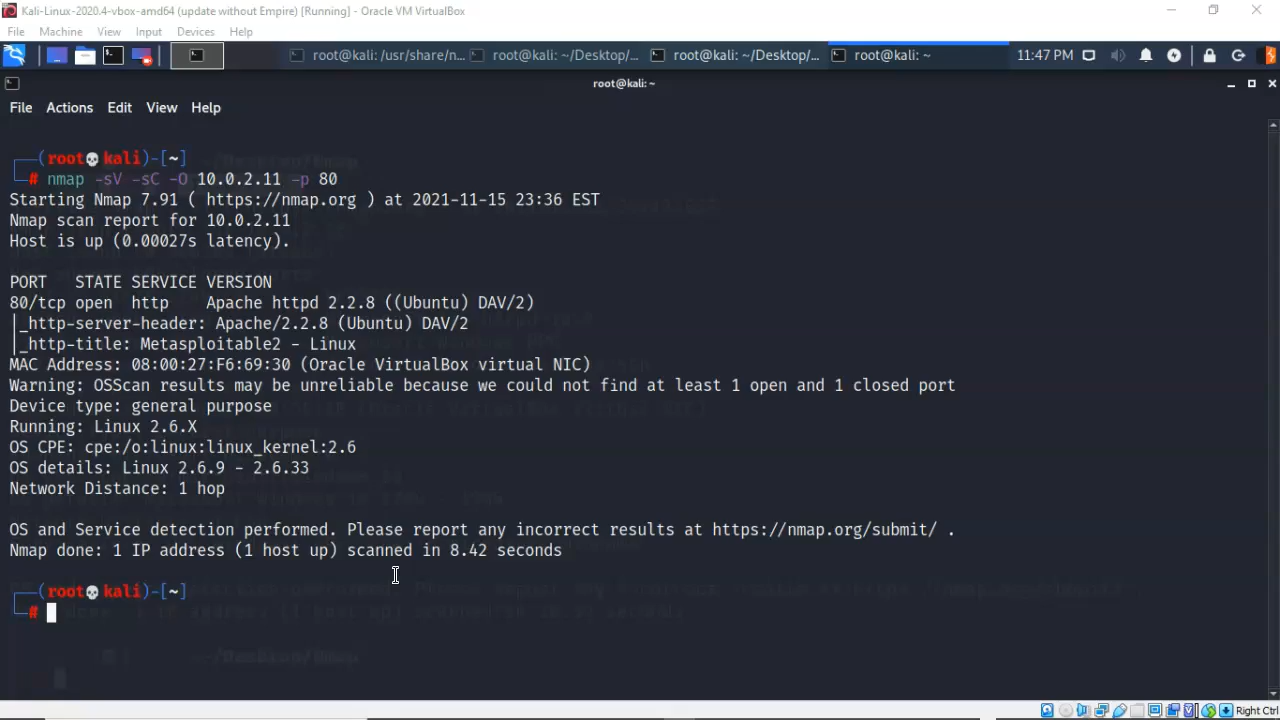 Kali-Linux-2020.4-vbox-amd64 (update without Empire) [Running] - Oracle VM VirtualBox
File Machine View Input Devices Help
root@kali: /usr/share/n... root@kali: ~/Desktop/... root@kali: ~/Desktop/... root@kali: ~ 11:47 PM
root@kali:~
File Actions Edit View Help
┌──(root💀kali)-[~]
└─# nmap -sV -sC -O 10.0.2.11 -p 80
Starting Nmap 7.91 ( https://nmap.org ) at 2021-11-15 23:36 EST
Nmap scan report for 10.0.2.11
Host is up (0.00027s latency).
PORT   STATE SERVICE VERSION
80/tcp open  http    Apache httpd 2.2.8 ((Ubuntu) DAV/2)
|_http-server-header: Apache/2.2.8 (Ubuntu) DAV/2
|_http-title: Metasploitable2 - Linux
MAC Address: 08:00:27:F6:69:30 (Oracle VirtualBox virtual NIC)
Warning: OSScan results may be unreliable because we could not find at least 1 open and 1 closed port
Device type: general purpose
Running: Linux 2.6.X
OS CPE: cpe:/o:linux:linux_kernel:2.6
OS details: Linux 2.6.9 - 2.6.33
Network Distance: 1 hop
OS and Service detection performed. Please report any incorrect results at https://nmap.org/submit/ .
Nmap done: 1 IP address (1 host up) scanned in 8.42 seconds
┌──(root💀kali)-[~]
└─#
Right Ctrl